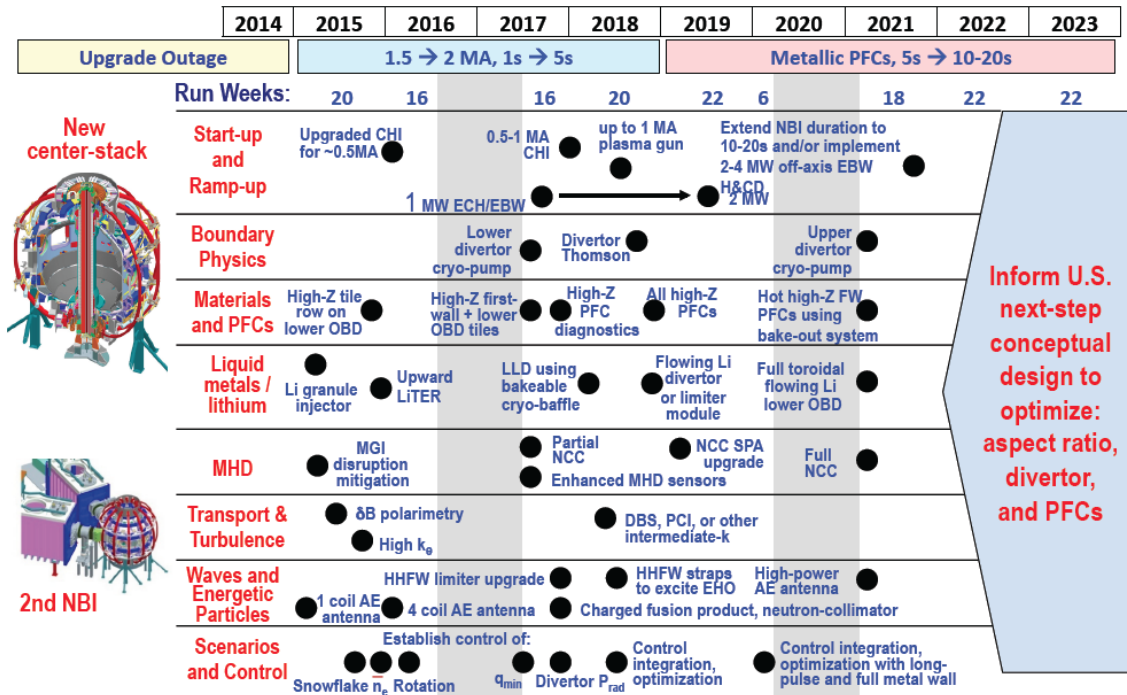 2014 2015 2016 2017 2018 2019 2020 2021 2022 2023
Upgrade Outage
1.5 → 2 MA, 1s → 5s
Metallic PFCs, 5s → 10-20s
Run Weeks: 20 16 16 20 22 6 18 22 22
New
center-stack
2nd NBI
Start-up
and
Ramp-up
Upgraded CHI
for ~0.5MA
0.5-1 MA
CHI
up to 1 MA
plasma gun
Extend NBI duration to
10-20s and/or implement
2-4 MW off-axis EBW
H&CD
1 MW ECH/EBW
2 MW
Boundary
Physics
Lower
divertor
cryo-pump
Divertor
Thomson
Upper
divertor
cryo-pump
Materials
and PFCs
High-Z tile
row on
lower OBD
High-Z first-
wall + lower
OBD tiles
High-Z
PFC
diagnostics
All high-Z
PFCs
Hot high-Z FW
PFCs using
bake-out system
Liquid
metals /
lithium
Li granule
injector
Upward
LiTER
LLD using
bakeable
cryo-baffle
Flowing Li
divertor
or limiter
module
Full toroidal
flowing Li
lower OBD
MHD
MGI
disruption
mitigation
Partial
NCC
Enhanced MHD sensors
NCC SPA
upgrade
Full
NCC
Transport &
Turbulence
δB polarimetry
High kθ
DBS, PCI, or other
intermediate-k
Waves and
Energetic
Particles
HHFW limiter upgrade
HHFW straps
to excite EHO
High-power
AE antenna
1 coil AE
antenna
4 coil AE antenna
Charged fusion product, neutron-collimator
Scenarios
and Control
Establish control of:
Snowflake n̅e Rotation
qmin
Divertor Prad
Control
integration,
optimization
Control integration,
optimization with long-
pulse and full metal wall
Inform U.S.
next-step
conceptual
design to
optimize:
aspect ratio,
divertor,
and PFCs